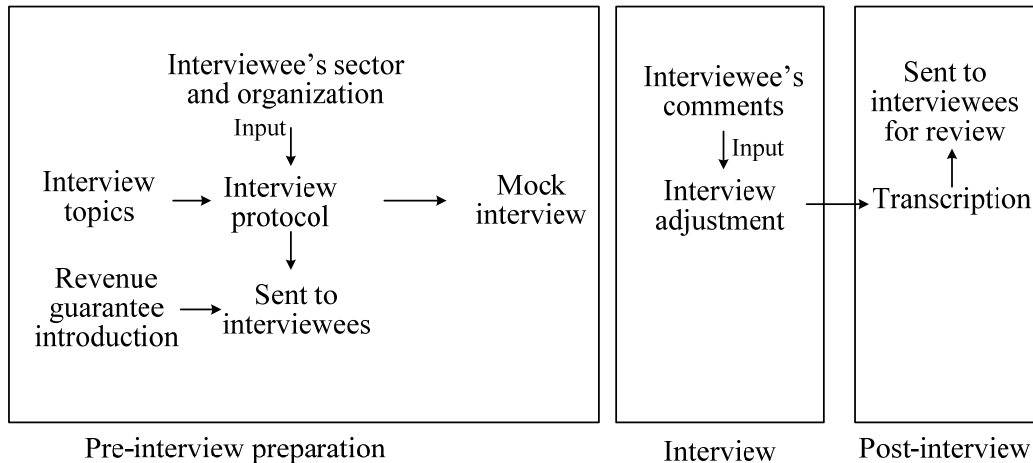 Interviewee’s sector
and organization
Input
Interview
topics
Interview
protocol
Mock
interview
Revenue
guarantee
introduction
Sent to
interviewees
Pre-interview preparation
Interviewee’s
comments
Input
Interview
adjustment
Interview
Sent to
interviewees
for review
Transcription
Post-interview